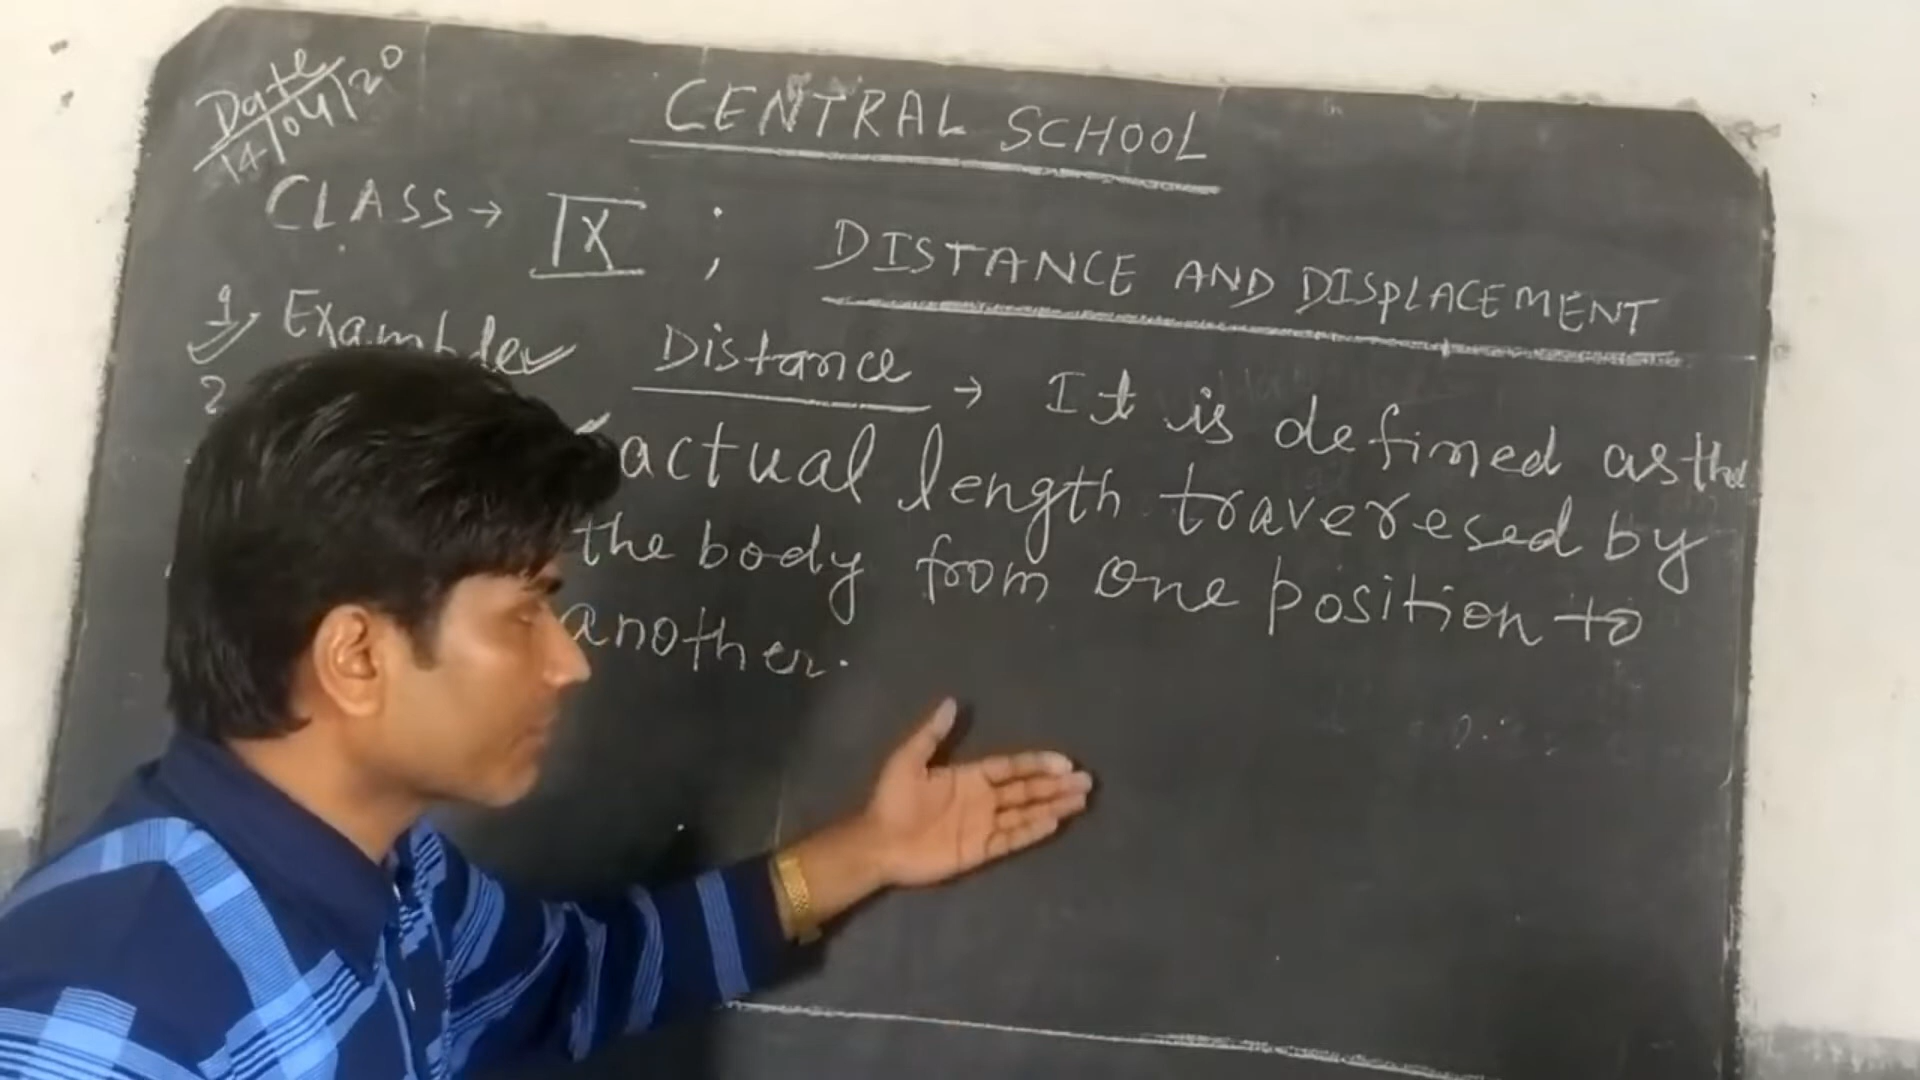 Date
14/04/20
CENTRAL SCHOOL
CLASS → IX ; DISTANCE AND DISPLACEMENT
1. Example Distance → It is defined as the
2
actual length traveresed by
the body from one position to
another.